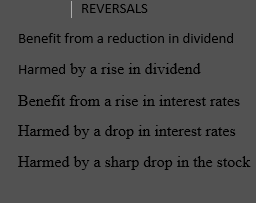 REVERSALS
Benefit from a reduction in dividend
Harmed by a rise in dividend
Benefit from a rise in interest rates
Harmed by a drop in interest rates
Harmed by a sharp drop in the stock